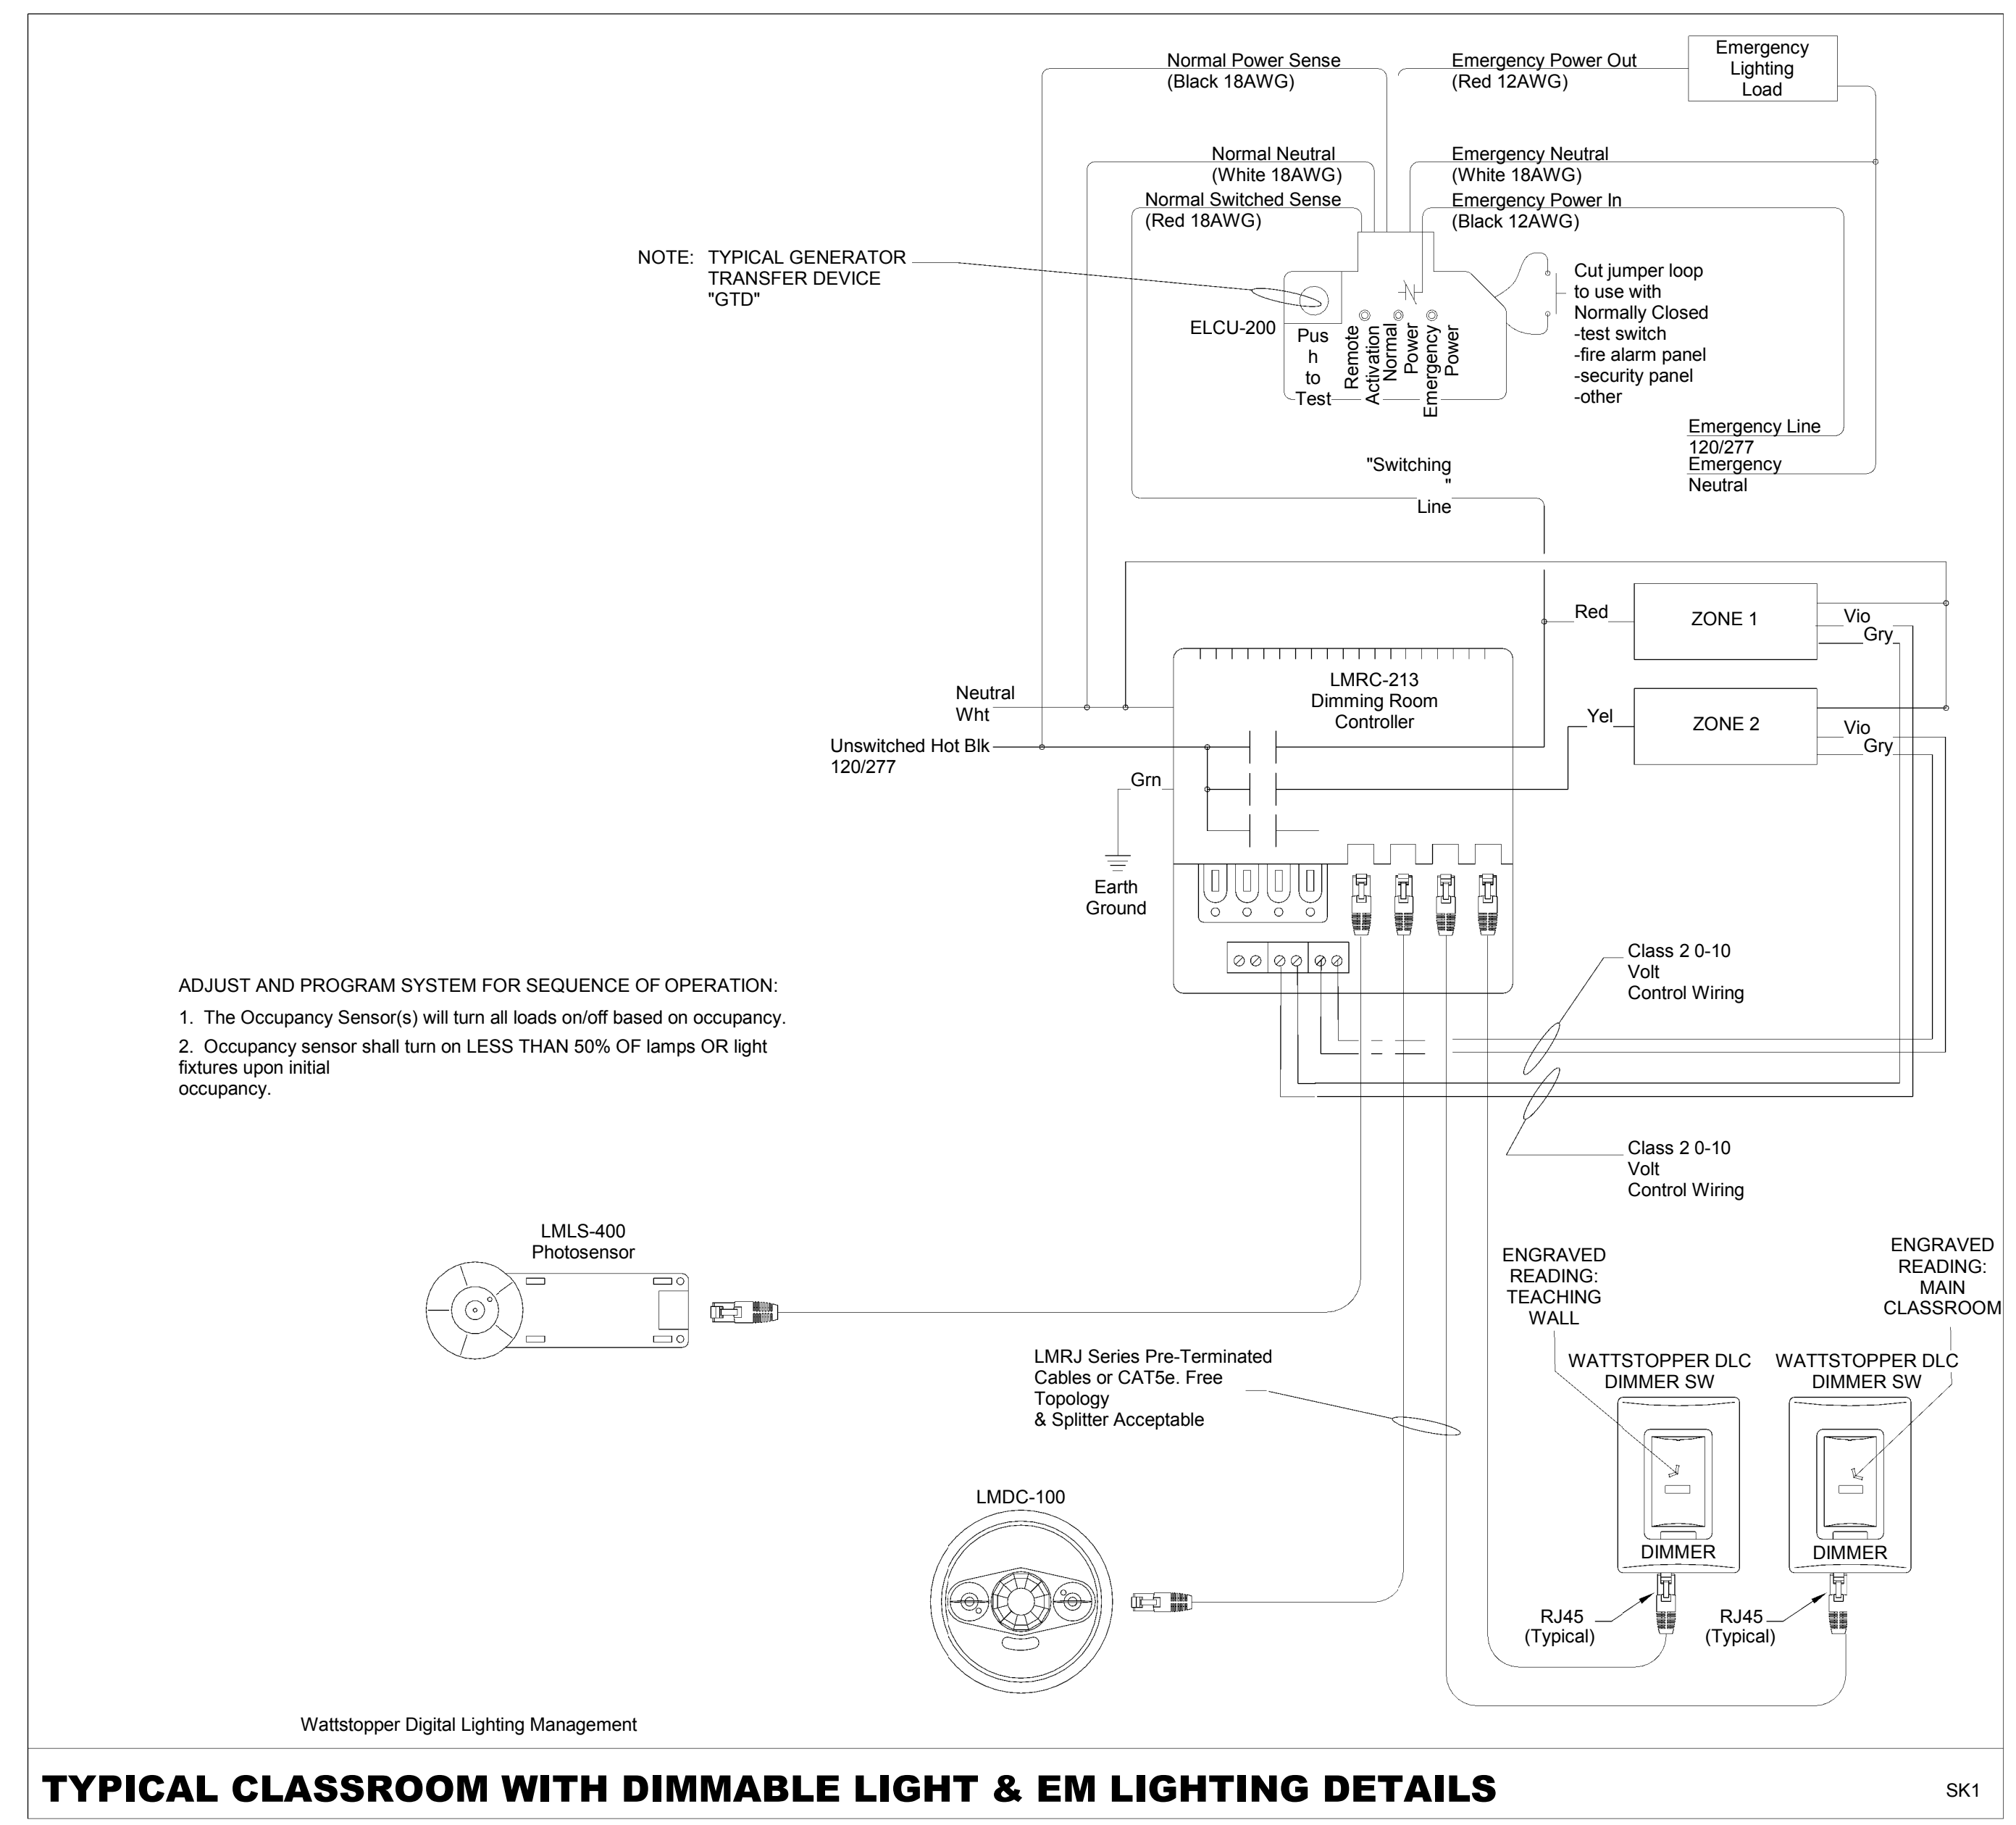 Normal Power Sense
(Black 18AWG)
Emergency Power Out
(Red 12AWG)
Emergency
Lighting
Load
Normal Neutral
(White 18AWG)
Emergency Neutral
(White 18AWG)
Normal Switched Sense
(Red 18AWG)
Emergency Power In
(Black 12AWG)
NOTE: TYPICAL GENERATOR
TRANSFER DEVICE
"GTD"
ELCU-200
Pus
h
to
Test
Remote
Activation
Normal
Power
Emergency
Power
Cut jumper loop
to use with
Normally Closed
-test switch
-fire alarm panel
-security panel
-other
Emergency Line
120/277
Emergency
Neutral
"Switching
"
Line
Red
ZONE 1
Vio
Gry
LMRC-213
Dimming Room
Controller
Neutral
Wht
Yel
ZONE 2
Vio
Gry
Unswitched Hot Blk
120/277
Grn
Earth
Ground
Class 2 0-10
Volt
Control Wiring
ADJUST AND PROGRAM SYSTEM FOR SEQUENCE OF OPERATION:
1. The Occupancy Sensor(s) will turn all loads on/off based on occupancy.
2. Occupancy sensor shall turn on LESS THAN 50% OF lamps OR light
fixtures upon initial
occupancy.
Class 2 0-10
Volt
Control Wiring
LMLS-400
Photosensor
ENGRAVED
READING:
TEACHING
WALL
ENGRAVED
READING:
MAIN
CLASSROOM
LMRJ Series Pre-Terminated
Cables or CAT5e. Free
Topology
& Splitter Acceptable
WATTSTOPPER DLC
DIMMER SW
WATTSTOPPER DLC
DIMMER SW
LMDC-100
DIMMER
DIMMER
RJ45
(Typical)
RJ45
(Typical)
Wattstopper Digital Lighting Management
TYPICAL CLASSROOM WITH DIMMABLE LIGHT & EM LIGHTING DETAILS
SK1